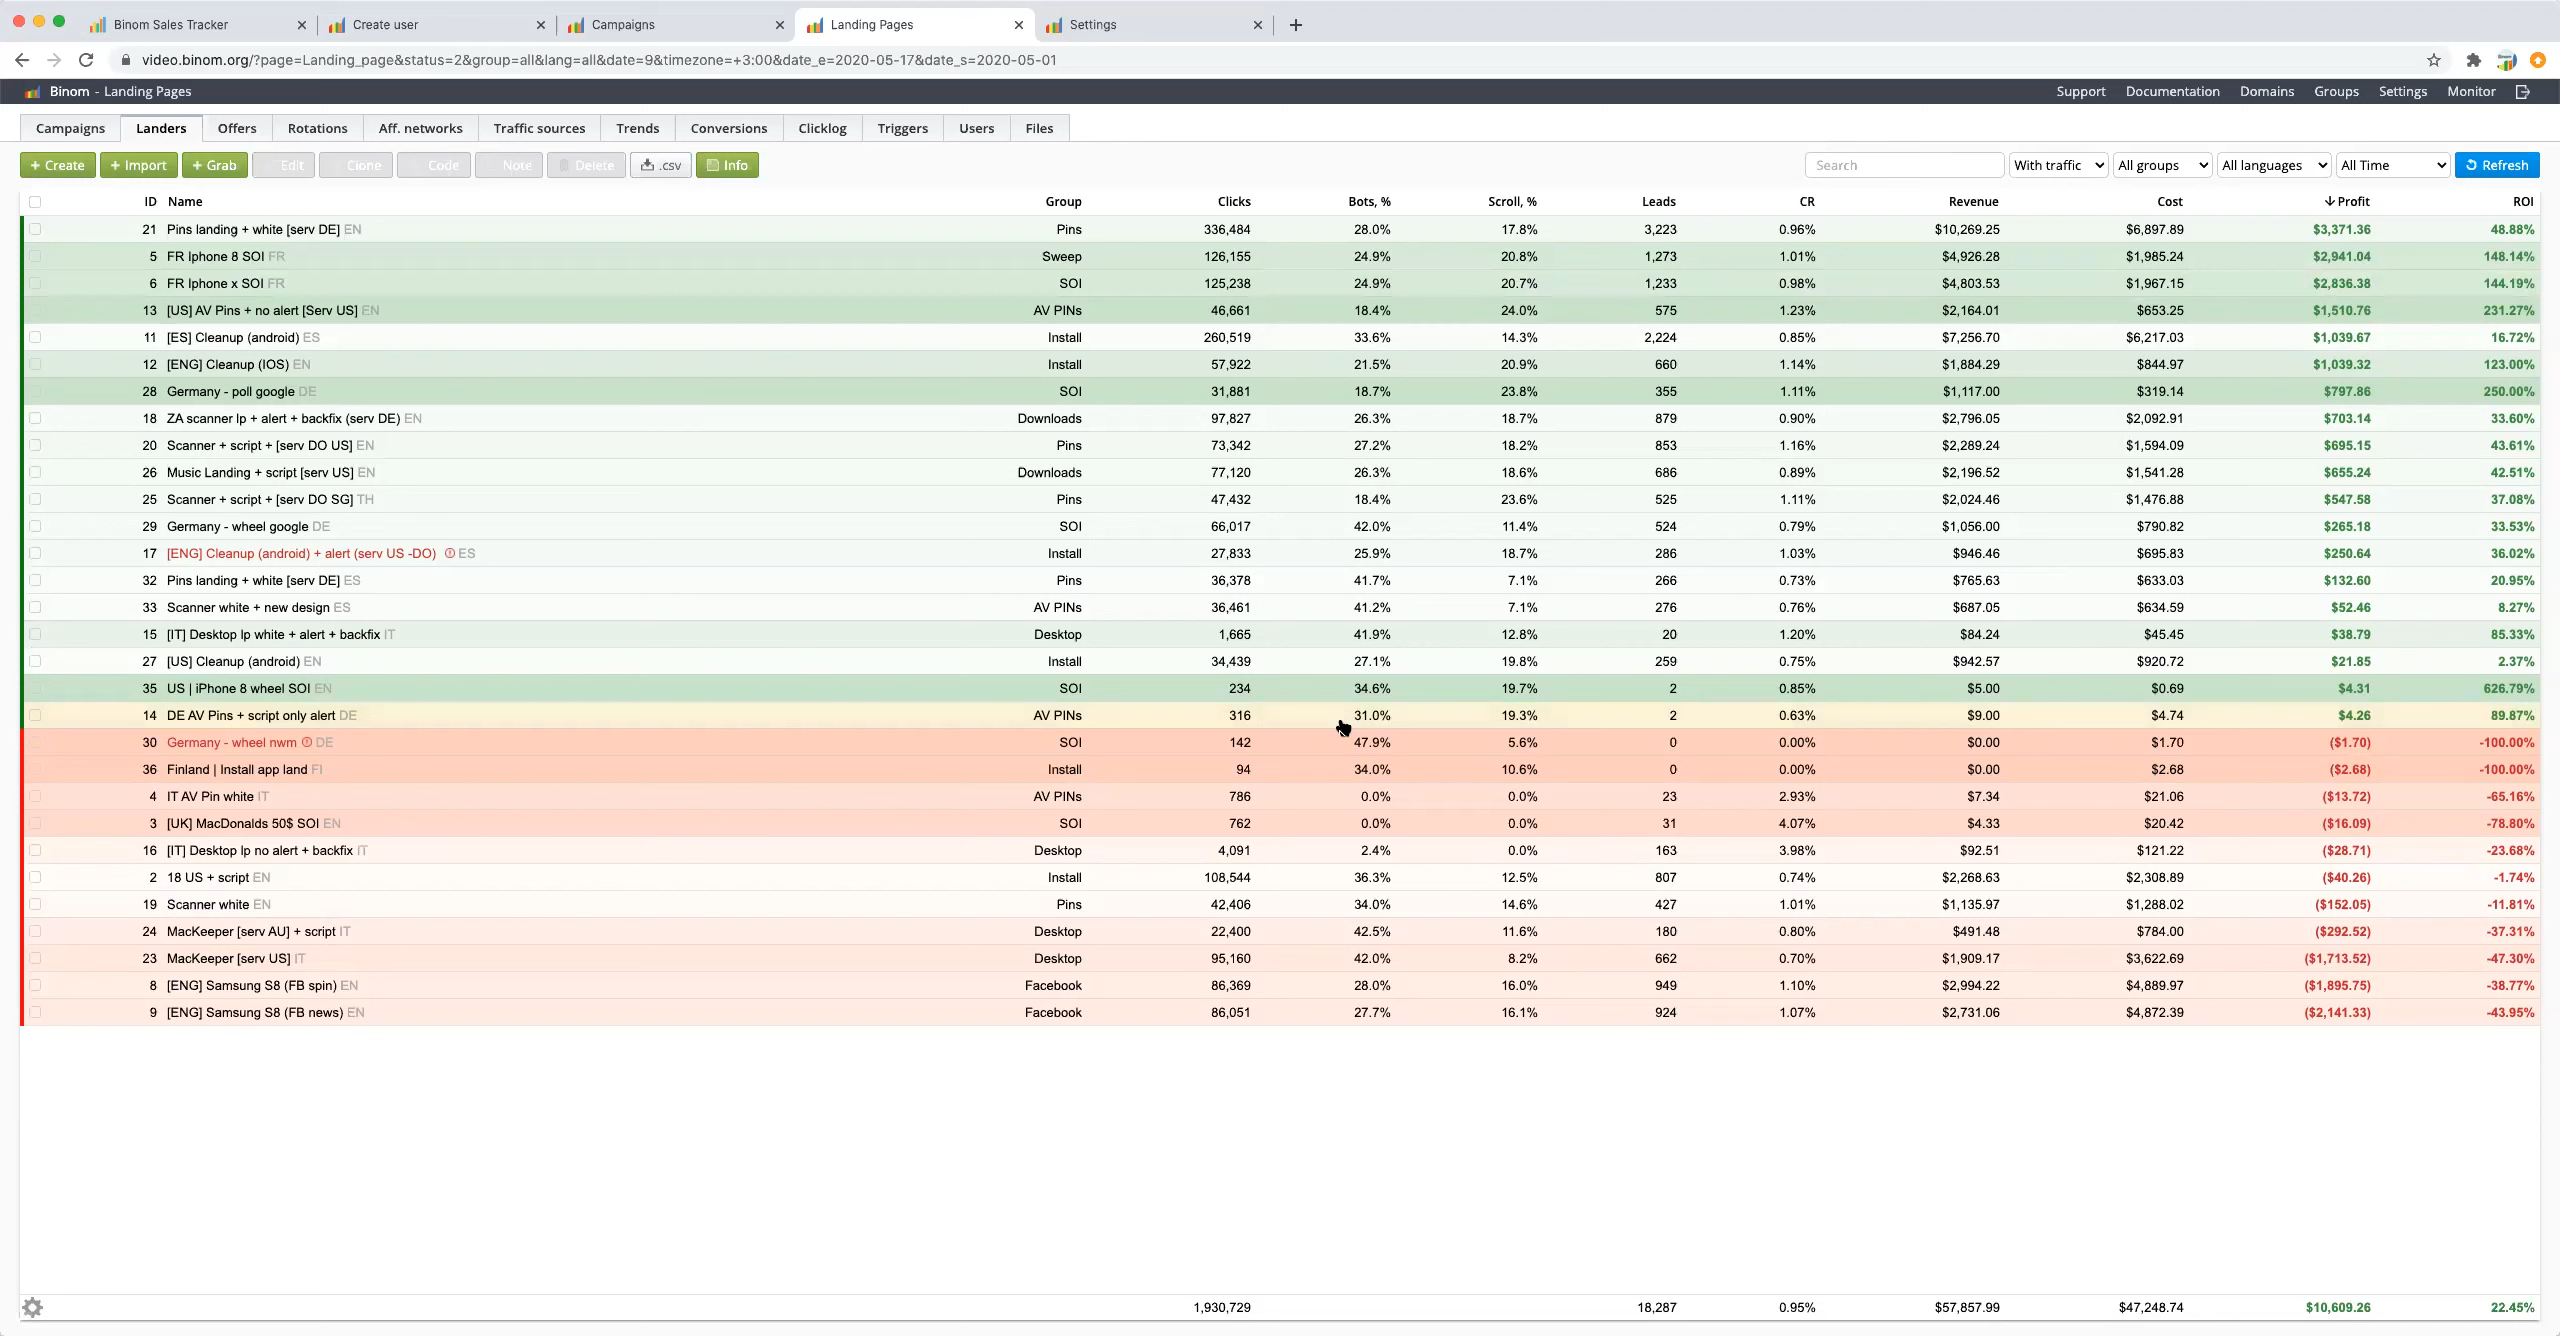 Binom Sales Tracker Create user Campaigns Landing Pages Settings
video.binom.org/?page=Landing_page&status=2&group=all&lang=all&date=9&timezone=+3:00&date_e=2020-05-17&date_s=2020-05-01
Binom - Landing Pages Support Documentation Domains Groups Settings Monitor
Campaigns Landers Offers Rotations Aff. networks Traffic sources Trends Conversions Clicklog Triggers Users Files
+ Create + Import + Grab Edit Clone Code Note Delete .csv Info Search With traffic All groups All languages All Time Refresh
ID Name Group Clicks Bots, % Scroll, % Leads CR Revenue Cost Profit ROI
21 Pins landing + white [serv DE] EN Pins 336,484 28.0% 17.8% 3,223 0.96% $10,269.25 $6,897.89 $3,371.36 48.88%
5 FR Iphone 8 SOI FR Sweep 126,155 24.9% 20.8% 1,273 1.01% $4,926.28 $1,985.24 $2,941.04 148.14%
6 FR Iphone x SOI FR SOI 125,238 24.9% 20.7% 1,233 0.98% $4,803.53 $1,967.15 $2,836.38 144.19%
13 [US] AV Pins + no alert [Serv US] EN AV PINs 46,661 18.4% 24.0% 575 1.23% $2,164.01 $653.25 $1,510.76 231.27%
11 [ES] Cleanup (android) ES Install 260,519 33.6% 14.3% 2,224 0.85% $7,256.70 $6,217.03 $1,039.67 16.72%
12 [ENG] Cleanup (IOS) EN Install 57,922 21.5% 20.9% 660 1.14% $1,884.29 $844.97 $1,039.32 123.00%
28 Germany - poll google DE SOI 31,881 18.7% 23.8% 355 1.11% $1,117.00 $319.14 $797.86 250.00%
18 ZA scanner lp + alert + backfix (serv DE) EN Downloads 97,827 26.3% 18.7% 879 0.90% $2,796.05 $2,092.91 $703.14 33.60%
20 Scanner + script + [serv DO US] EN Pins 73,342 27.2% 18.2% 853 1.16% $2,289.24 $1,594.09 $695.15 43.61%
26 Music Landing + script [serv US] EN Downloads 77,120 26.3% 18.6% 686 0.89% $2,196.52 $1,541.28 $655.24 42.51%
25 Scanner + script + [serv DO SG] TH Pins 47,432 18.4% 23.6% 525 1.11% $2,024.46 $1,476.88 $547.58 37.08%
29 Germany - wheel google DE SOI 66,017 42.0% 11.4% 524 0.79% $1,056.00 $790.82 $265.18 33.53%
17 [ENG] Cleanup (android) + alert (serv US -DO) ES Install 27,833 25.9% 18.7% 286 1.03% $946.46 $695.83 $250.64 36.02%
32 Pins landing + white [serv DE] ES Pins 36,378 41.7% 7.1% 266 0.73% $765.63 $633.03 $132.60 20.95%
33 Scanner white + new design ES AV PINs 36,461 41.2% 7.1% 276 0.76% $687.05 $634.59 $52.46 8.27%
15 [IT] Desktop lp white + alert + backfix IT Desktop 1,665 41.9% 12.8% 20 1.20% $84.24 $45.45 $38.79 85.33%
27 [US] Cleanup (android) EN Install 34,439 27.1% 19.8% 259 0.75% $942.57 $920.72 $21.85 2.37%
35 US | iPhone 8 wheel SOI EN SOI 234 34.6% 19.7% 2 0.85% $5.00 $0.69 $4.31 626.79%
14 DE AV Pins + script only alert DE AV PINs 316 31.0% 19.3% 2 0.63% $9.00 $4.74 $4.26 89.87%
30 Germany - wheel nwm DE SOI 142 47.9% 5.6% 0 0.00% $0.00 $1.70 ($1.70) -100.00%
36 Finland | Install app land FI Install 94 34.0% 10.6% 0 0.00% $0.00 $2.68 ($2.68) -100.00%
4 IT AV Pin white IT AV PINs 786 0.0% 0.0% 23 2.93% $7.34 $21.06 ($13.72) -65.16%
3 [UK] MacDonalds 50$ SOI EN SOI 762 0.0% 0.0% 31 4.07% $4.33 $20.42 ($16.09) -78.80%
16 [IT] Desktop lp no alert + backfix IT Desktop 4,091 2.4% 0.0% 163 3.98% $92.51 $121.22 ($28.71) -23.68%
2 18 US + script EN Install 108,544 36.3% 12.5% 807 0.74% $2,268.63 $2,308.89 ($40.26) -1.74%
19 Scanner white EN Pins 42,406 34.0% 14.6% 427 1.01% $1,135.97 $1,288.02 ($152.05) -11.81%
24 MacKeeper [serv AU] + script IT Desktop 22,400 42.5% 11.6% 180 0.80% $491.48 $784.00 ($292.52) -37.31%
23 MacKeeper [serv US] IT Desktop 95,160 42.0% 8.2% 662 0.70% $1,909.17 $3,622.69 ($1,713.52) -47.30%
8 [ENG] Samsung S8 (FB spin) EN Facebook 86,369 28.0% 16.0% 949 1.10% $2,994.22 $4,889.97 ($1,895.75) -38.77%
9 [ENG] Samsung S8 (FB news) EN Facebook 86,051 27.7% 16.1% 924 1.07% $2,731.06 $4,872.39 ($2,141.33) -43.95%
1,930,729 18,287 0.95% $57,857.99 $47,248.74 $10,609.26 22.45%